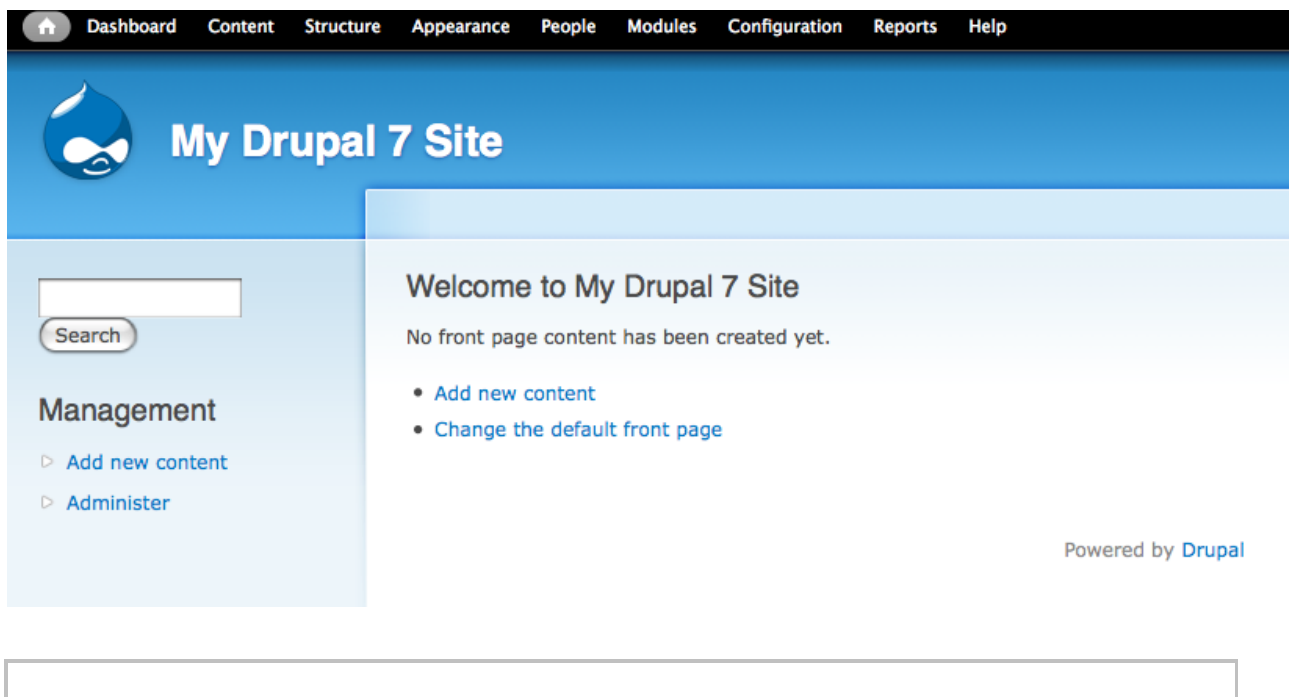 Dashboard Content Structure Appearance People Modules Configuration Reports Help
My Drupal 7 Site
Search
Management
Add new content
Administer
Welcome to My Drupal 7 Site
No front page content has been created yet.
Add new content
Change the default front page
Powered by Drupal